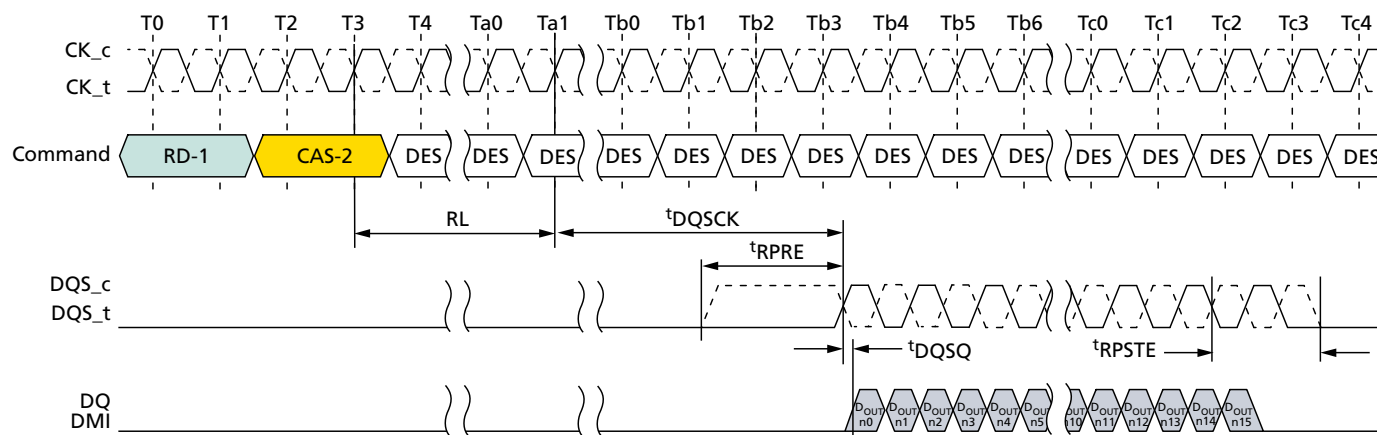 T0 T1 T2 T3 T4 Ta0 Ta1 Tb0 Tb1 Tb2 Tb3 Tb4 Tb5 Tb6 Tc0 Tc1 Tc2 Tc3 Tc4
CK_c
CK_t
Command RD-1 CAS-2 DES DES DES DES DES DES DES DES DES DES DES DES DES DES DES
RL tDQSCK
tRPRE
DQS_c
DQS_t
tDQSQ tRPSTE
DQ
DMI
DOUT DOUT DOUT DOUT DOUT DOUT DOUT DOUT DOUT DOUT DOUT DOUT
n0 n1 n2 n3 n4 n5 n10 n11 n12 n13 n14 n15